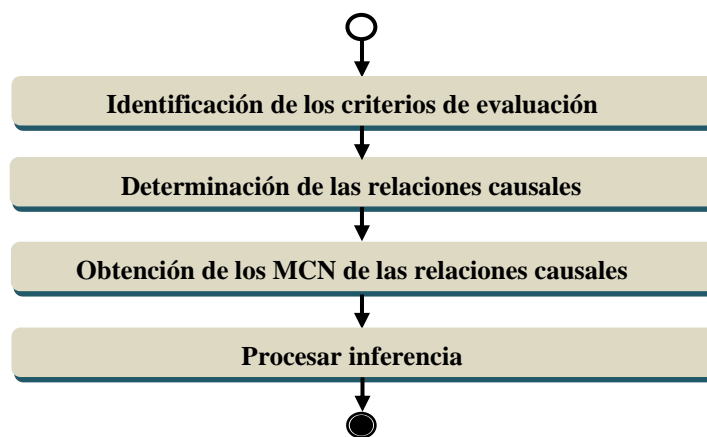 Identificación de los criterios de evaluación
Determinación de las relaciones causales
Obtención de los MCN de las relaciones causales
Procesar inferencia